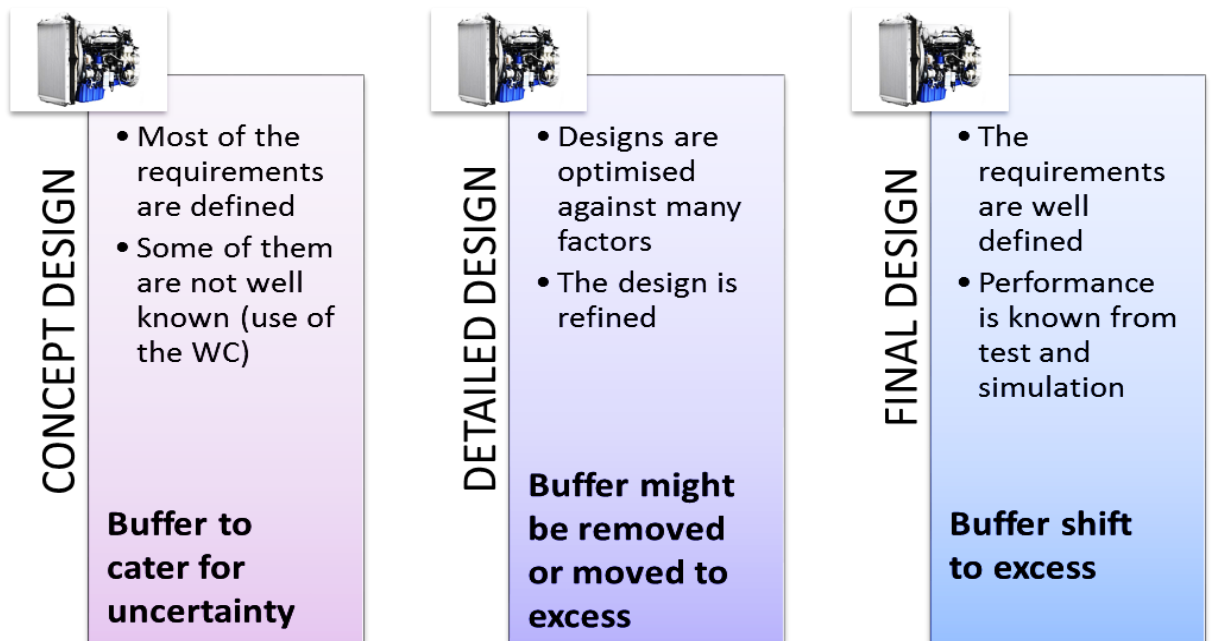 CONCEPT DESIGN
• Most of the
requirements
are defined
• Some of them
are not well
known (use of
the WC)
Buffer to
cater for
uncertainty
DETAILED DESIGN
• Designs are
optimised
against many
factors
• The design is
refined
Buffer might
be removed
or moved to
excess
FINAL DESIGN
• The
requirements
are well
defined
• Performance
is known from
test and
simulation
Buffer shift
to excess